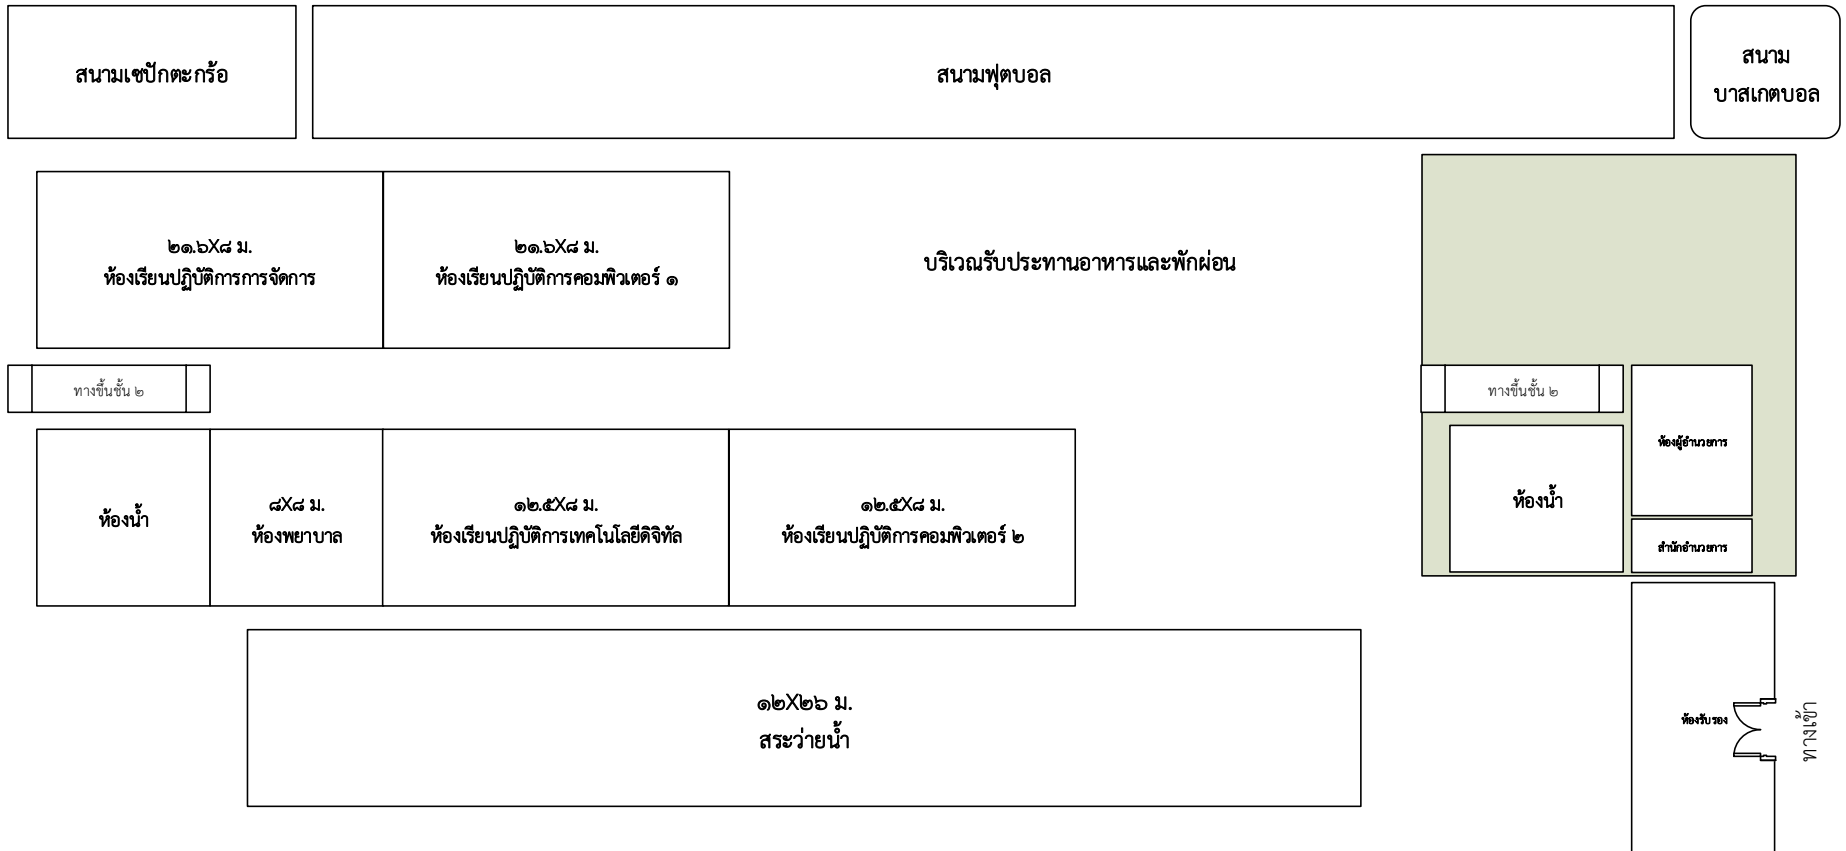 สนามเซปักตะกร้อ
สนามฟุตบอล
สนาม
บาสเกตบอล
๒๑.๖X๘ ม.
ห้องเรียนปฏิบัติการการจัดการ
๒๑.๖X๘ ม.
ห้องเรียนปฏิบัติการคอมพิวเตอร์ ๑
บริเวณรับประทานอาหารและพักผ่อน
ทางขึ้นชั้น ๒
ทางขึ้นชั้น ๒
ห้องผู้อำนวยการ
ห้องน้ำ
๘X๘ ม.
ห้องพยาบาล
๑๒.๕X๘ ม.
ห้องเรียนปฏิบัติการเทคโนโลยีดิจิทัล
๑๒.๕X๘ ม.
ห้องเรียนปฏิบัติการคอมพิวเตอร์ ๒
ห้องน้ำ
สำนักอำนวยการ
๑๒X๒๖ ม.
สระว่ายน้ำ
ห้องรับรอง
ทางเข้า